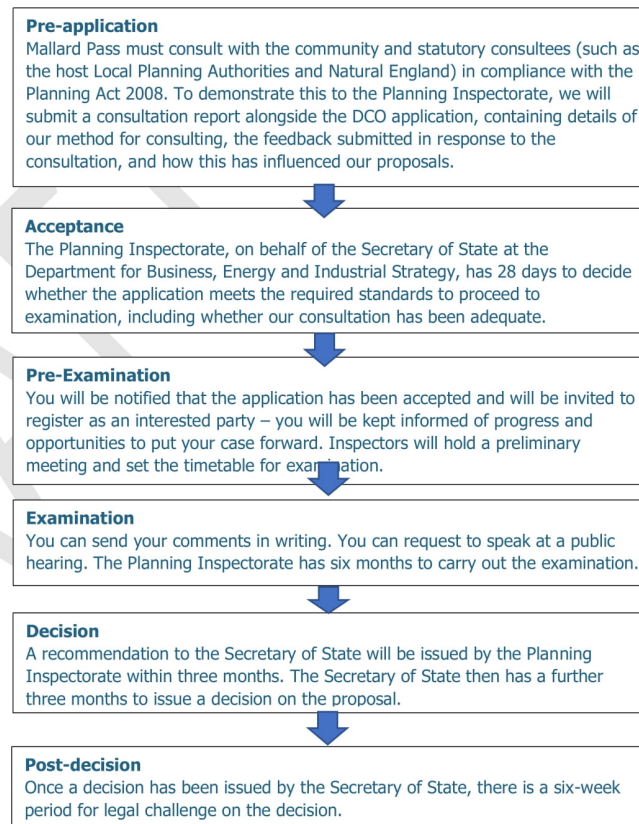 Pre-application
Mallard Pass must consult with the community and statutory consultees (such as
the host Local Planning Authorities and Natural England) in compliance with the
Planning Act 2008. To demonstrate this to the Planning Inspectorate, we will
submit a consultation report alongside the DCO application, containing details of
our method for consulting, the feedback submitted in response to the
consultation, and how this has influenced our proposals.
Acceptance
The Planning Inspectorate, on behalf of the Secretary of State at the
Department for Business, Energy and Industrial Strategy, has 28 days to decide
whether the application meets the required standards to proceed to
examination, including whether our consultation has been adequate.
Pre-Examination
You will be notified that the application has been accepted and will be invited to
register as an interested party – you will be kept informed of progress and
opportunities to put your case forward. Inspectors will hold a preliminary
meeting and set the timetable for examination.
Examination
You can send your comments in writing. You can request to speak at a public
hearing. The Planning Inspectorate has six months to carry out the examination.
Decision
A recommendation to the Secretary of State will be issued by the Planning
Inspectorate within three months. The Secretary of State then has a further
three months to issue a decision on the proposal.
Post-decision
Once a decision has been issued by the Secretary of State, there is a six-week
period for legal challenge on the decision.